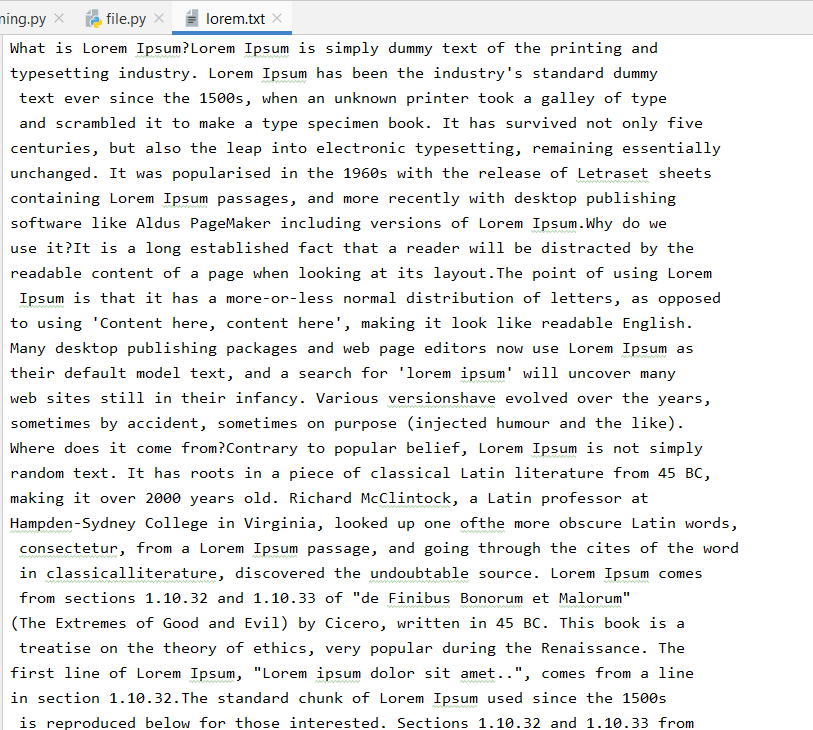 ning.py file.py lorem.txt
What is Lorem Ipsum?Lorem Ipsum is simply dummy text of the printing and
typesetting industry. Lorem Ipsum has been the industry's standard dummy
text ever since the 1500s, when an unknown printer took a galley of type
and scrambled it to make a type specimen book. It has survived not only five
centuries, but also the leap into electronic typesetting, remaining essentially
unchanged. It was popularised in the 1960s with the release of Letraset sheets
containing Lorem Ipsum passages, and more recently with desktop publishing
software like Aldus PageMaker including versions of Lorem Ipsum.Why do we
use it?It is a long established fact that a reader will be distracted by the
readable content of a page when looking at its layout.The point of using Lorem
Ipsum is that it has a more-or-less normal distribution of letters, as opposed
to using 'Content here, content here', making it look like readable English.
Many desktop publishing packages and web page editors now use Lorem Ipsum as
their default model text, and a search for 'lorem ipsum' will uncover many
web sites still in their infancy. Various versionshave evolved over the years,
sometimes by accident, sometimes on purpose (injected humour and the like).
Where does it come from?Contrary to popular belief, Lorem Ipsum is not simply
random text. It has roots in a piece of classical Latin literature from 45 BC,
making it over 2000 years old. Richard McClintock, a Latin professor at
Hampden-Sydney College in Virginia, looked up one ofthe more obscure Latin words,
consectetur, from a Lorem Ipsum passage, and going through the cites of the word
in classicalliterature, discovered the undoubtable source. Lorem Ipsum comes
from sections 1.10.32 and 1.10.33 of "de Finibus Bonorum et Malorum"
(The Extremes of Good and Evil) by Cicero, written in 45 BC. This book is a
treatise on the theory of ethics, very popular during the Renaissance. The
first line of Lorem Ipsum, "Lorem ipsum dolor sit amet..", comes from a line
in section 1.10.32.The standard chunk of Lorem Ipsum used since the 1500s
is reproduced below for those interested. Sections 1.10.32 and 1.10.33 from